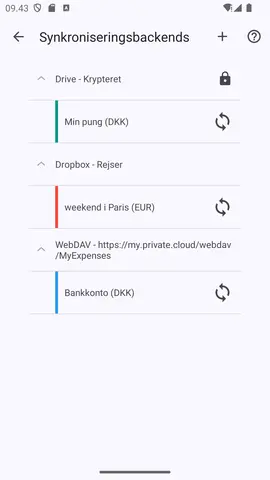 09.43
Synkroniseringsbackends
Drive - Krypteret
Min pung (DKK)
Dropbox - Rejser
weekend i Paris (EUR)
WebDAV - https://my.private.cloud/webdav
/MyExpenses
Bankkonto (DKK)